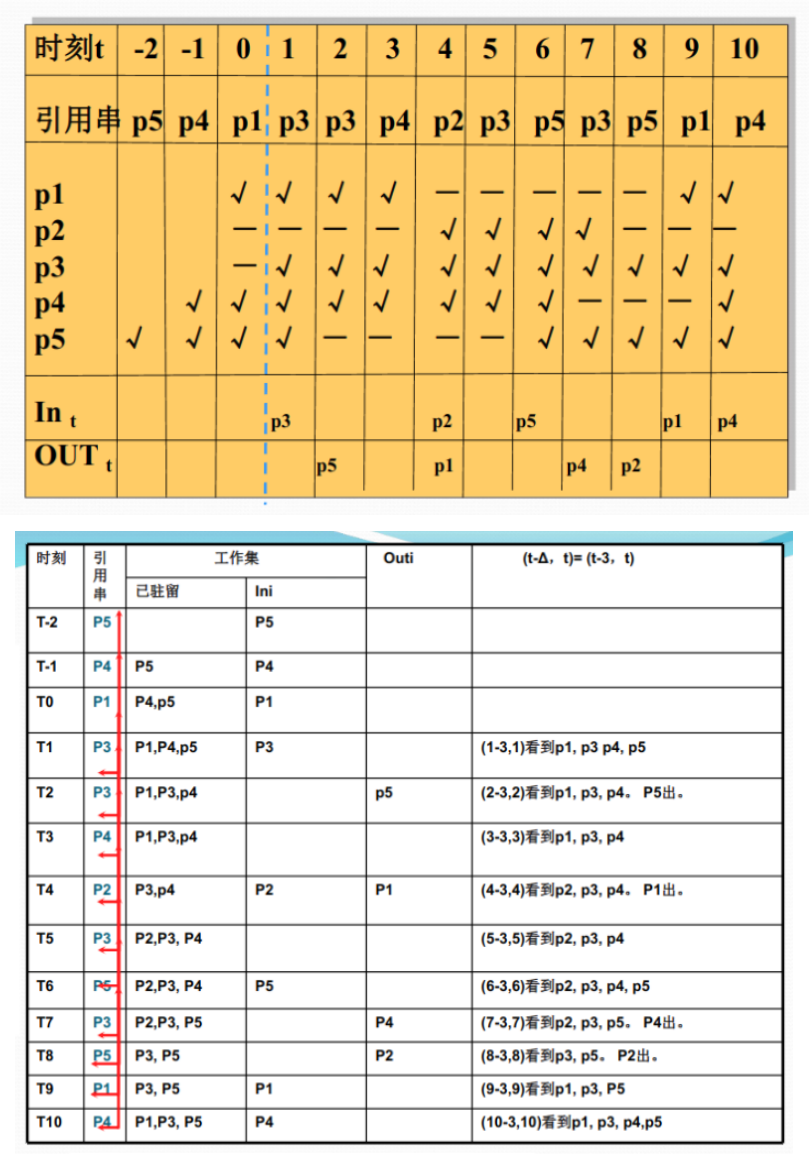 时刻t -2 -1 0 1 2 3 4 5 6 7 8 9 10
引用串 p5 p4 p1 p3 p3 p4 p2 p3 p5 p3 p5 p1 p4
p1 √ √ √ √ — — — — — √ √
p2 — — — — √ √ √ √ — — —
p3 — √ √ √ √ √ √ √ √ √ √
p4 √ √ √ √ √ √ √ √ — — — √
p5 √ √ √ √ — — — — √ √ √ √ √
In t p3 p2 p5 p1 p4
OUT t p5 p1 p4 p2
时刻 引用串 工作集 Outi (t-Δ，t)= (t-3，t)
已驻留 Ini
T-2 P5 P5
T-1 P4 P5 P4
T0 P1 P4,p5 P1
T1 P3 P1,P4,p5 P3 (1-3,1)看到p1, p3 p4, p5
T2 P3 P1,P3,p4 p5 (2-3,2)看到p1, p3, p4。 P5出。
T3 P4 P1,P3,p4 (3-3,3)看到p1, p3, p4
T4 P2 P3,p4 P2 P1 (4-3,4)看到p2, p3, p4。 P1出。
T5 P3 P2,P3, P4 (5-3,5)看到p2, p3, p4
T6 P5 P2,P3, P4 P5 (6-3,6)看到p2, p3, p4, p5
T7 P3 P2,P3, P5 P4 (7-3,7)看到p2, p3, p5。 P4出。
T8 P5 P3, P5 P2 (8-3,8)看到p3, p5。 P2出。
T9 P1 P3, P5 P1 (9-3,9)看到p1, p3, P5
T10 P4 P1,P3, P5 P4 (10-3,10)看到p1, p3, p4,p5